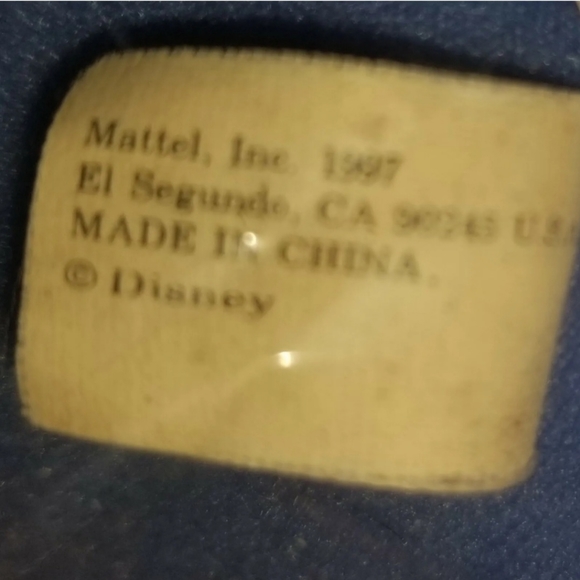 Mattel, Inc. 1997
El Segundo, CA 90245 U.S.
MADE IN CHINA.
© Disney